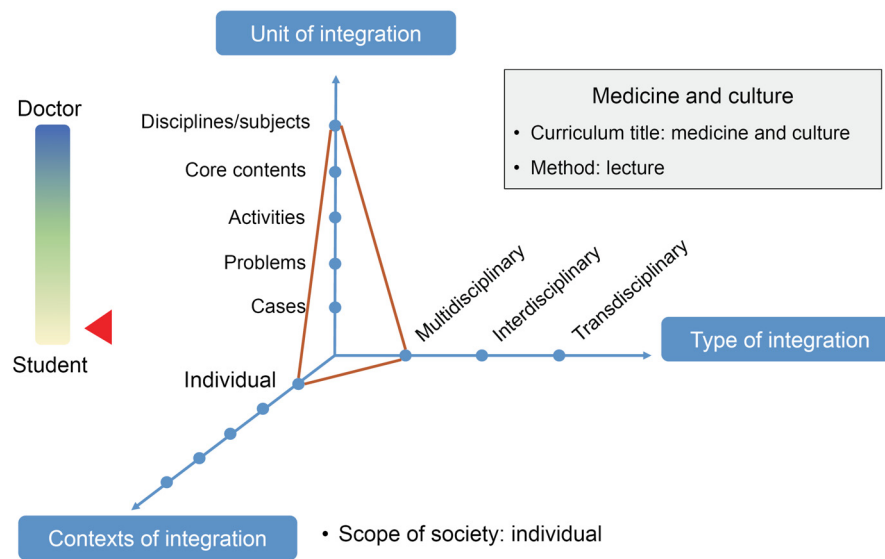 Unit of integration
Doctor
Student
Disciplines/subjects
Core contents
Activities
Problems
Cases
Individual
Multidisciplinary
Interdisciplinary
Transdisciplinary
Medicine and culture
• Curriculum title: medicine and culture
• Method: lecture
Type of integration
Contexts of integration
• Scope of society: individual